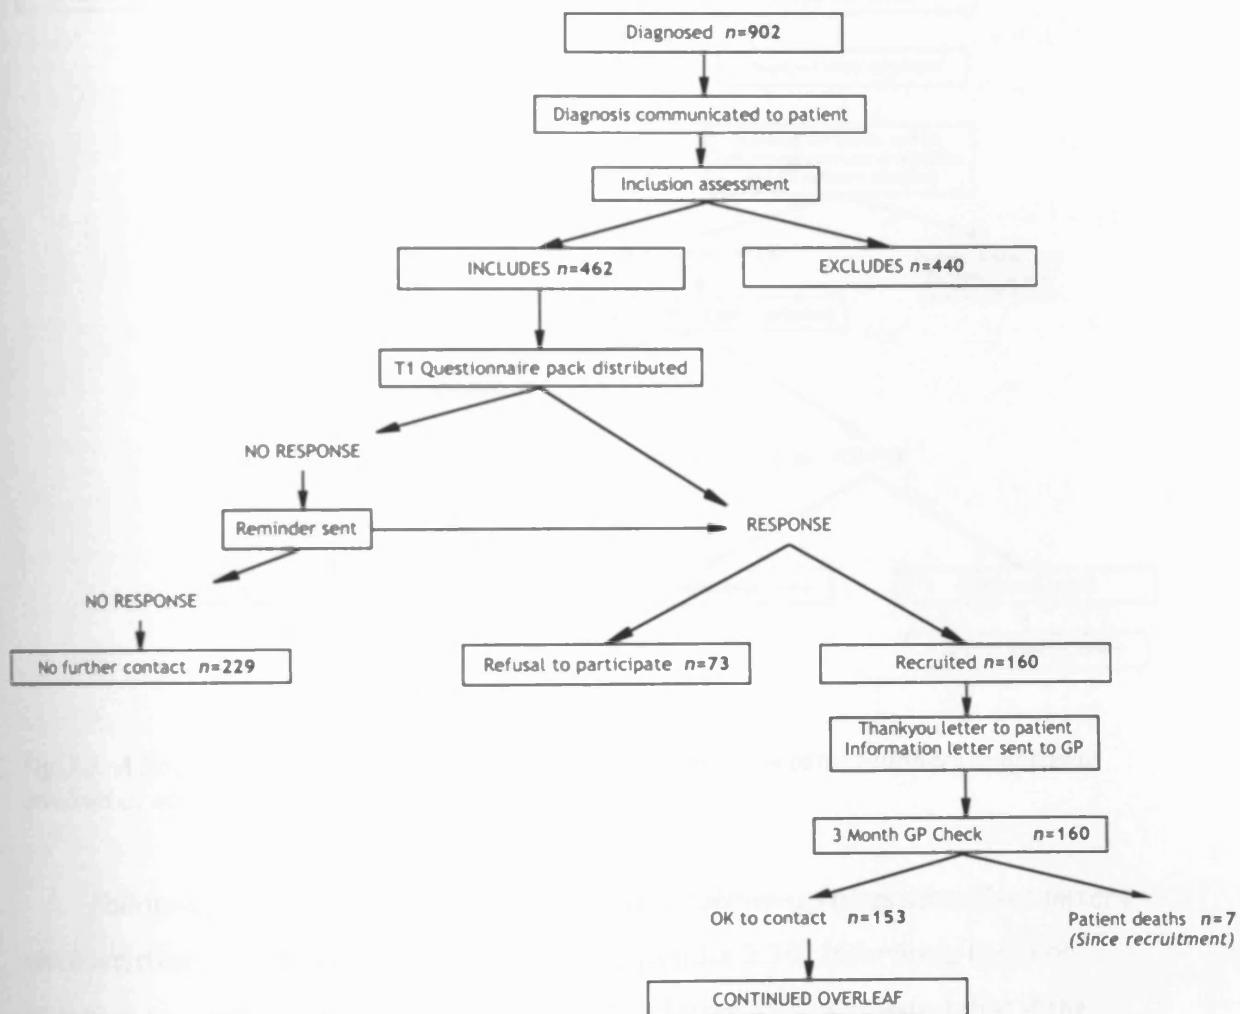 Diagnosed n=902
Diagnosis communicated to patient
Inclusion assessment
INCLUDES n=462
EXCLUDES n=440
T1 Questionnaire pack distributed
NO RESPONSE
Reminder sent
RESPONSE
NO RESPONSE
No further contact n=229
Refusal to participate n=73
Recruited n=160
Thankyou letter to patient
Information letter sent to GP
3 Month GP Check n=160
OK to contact n=153
Patient deaths n=7
(Since recruitment)
CONTINUED OVERLEAF